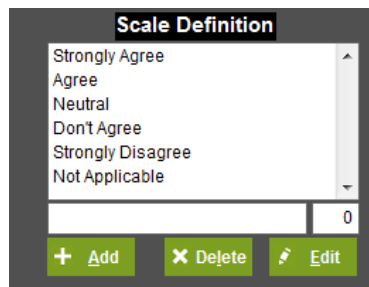 Scale Definition
Strongly Agree
Agree
Neutral
Don't Agree
Strongly Disagree
Not Applicable
0
Add Delete Edit